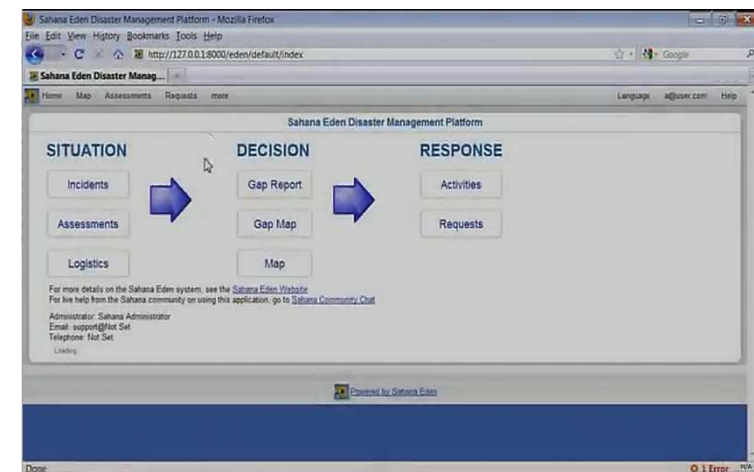 Sahana Eden Disaster Management Platform - Mozilla Firefox
File Edit View History Bookmarks Tools Help
http://127.0.0.1:8000/eden/default/index
Google
Sahana Eden Disaster Manag...
Home Map Assessments Requests more Language a@user.com Help
Sahana Eden Disaster Management Platform
SITUATION DECISION RESPONSE
Incidents Gap Report Activities
Assessments Gap Map Requests
Logistics Map
For more details on the Sahana Eden system, see the Sahana Eden Website
For live help from the Sahana community on using this application, go to Sahana Community Chat
Administrator: Sahana Administrator
Email: support@Not Set
Telephone: Not Set
Loading
Powered by Sahana Eden
Done 1 Error N/A